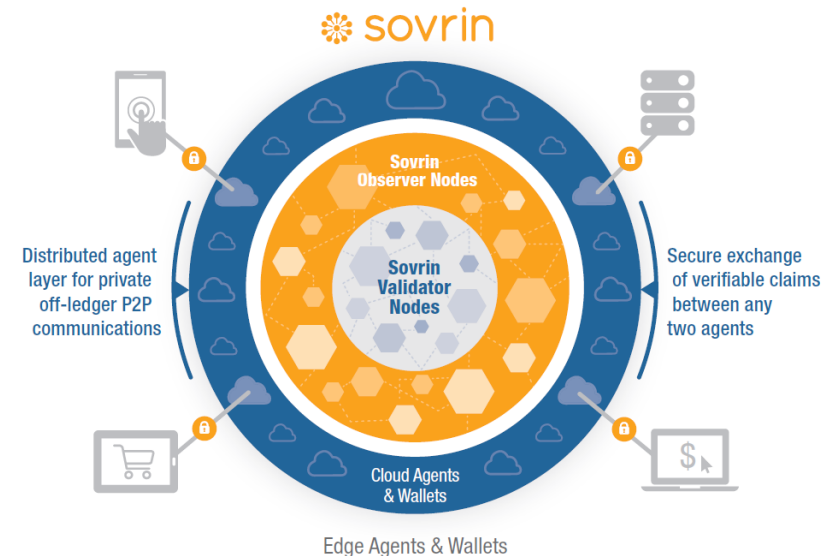 sovrin
Sovrin
Observer Nodes
Sovrin
Validator
Nodes
Distributed agent
layer for private
off-ledger P2P
communications
Secure exchange
of verifiable claims
between any
two agents
$
Cloud Agents
& Wallets
Edge Agents & Wallets